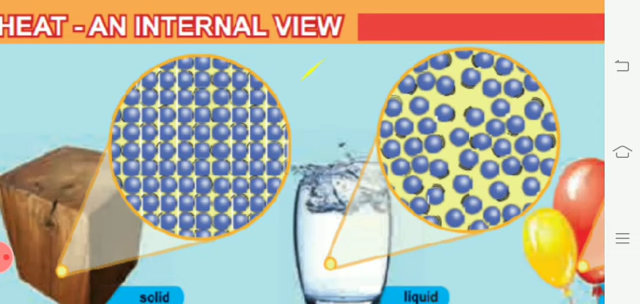 HEAT - AN INTERNAL VIEW
solid
liquid